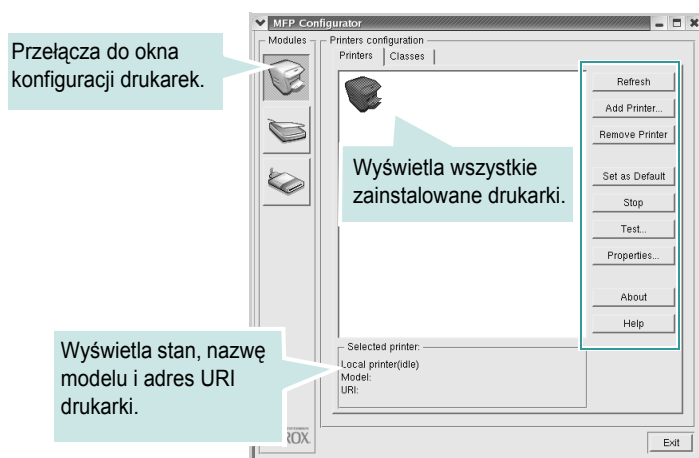 MFP Configurator
Modules
Printers configuration
Printers
Classes
Przełącza do okna
konfiguracji drukarek.
Refresh
Add Printer...
Remove Printer
Wyświetla wszystkie
zainstalowane drukarki.
Set as Default
Stop
Test...
Properties...
About
Help
Selected printer:
Local printer(idle)
Model:
URI:
Wyświetla stan, nazwę
modelu i adres URI
drukarki.
ROX
Exit